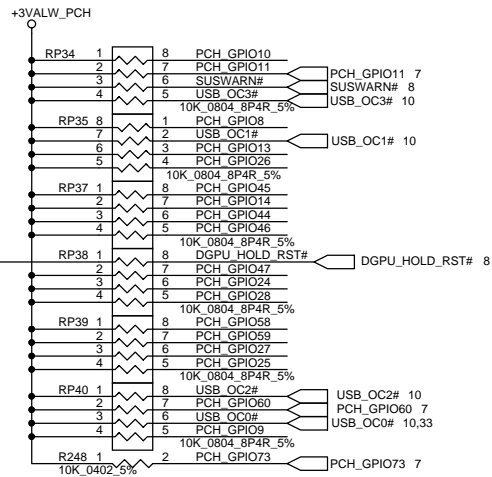 +3VALW_PCH
RP34 1 8 PCH_GPIO10
2 7 PCH_GPIO11 PCH_GPIO11 7
3 6 SUSWARN# SUSWARN# 8
4 5 USB_OC3# USB_OC3# 10
10K_0804_8P4R_5%
RP35 8 1 PCH_GPIO8
7 2 USB_OC1# USB_OC1# 10
6 3 PCH_GPIO13
5 4 PCH_GPIO26
10K_0804_8P4R_5%
RP37 1 8 PCH_GPIO45
2 7 PCH_GPIO14
3 6 PCH_GPIO44
4 5 PCH_GPIO46
10K_0804_8P4R_5%
RP38 1 8 DGPU_HOLD_RST# DGPU_HOLD_RST# 8
2 7 PCH_GPIO47
3 6 PCH_GPIO24
4 5 PCH_GPIO28
10K_0804_8P4R_5%
RP39 1 8 PCH_GPIO58
2 7 PCH_GPIO59
3 6 PCH_GPIO27
4 5 PCH_GPIO25
10K_0804_8P4R_5%
RP40 1 8 USB_OC2# USB_OC2# 10
2 7 PCH_GPIO60 PCH_GPIO60 7
3 6 USB_OC0# USB_OC0# 10,33
4 5 PCH_GPIO9
10K_0804_8P4R_5%
R248 1 2 PCH_GPIO73 PCH_GPIO73 7
10K_0402_5%